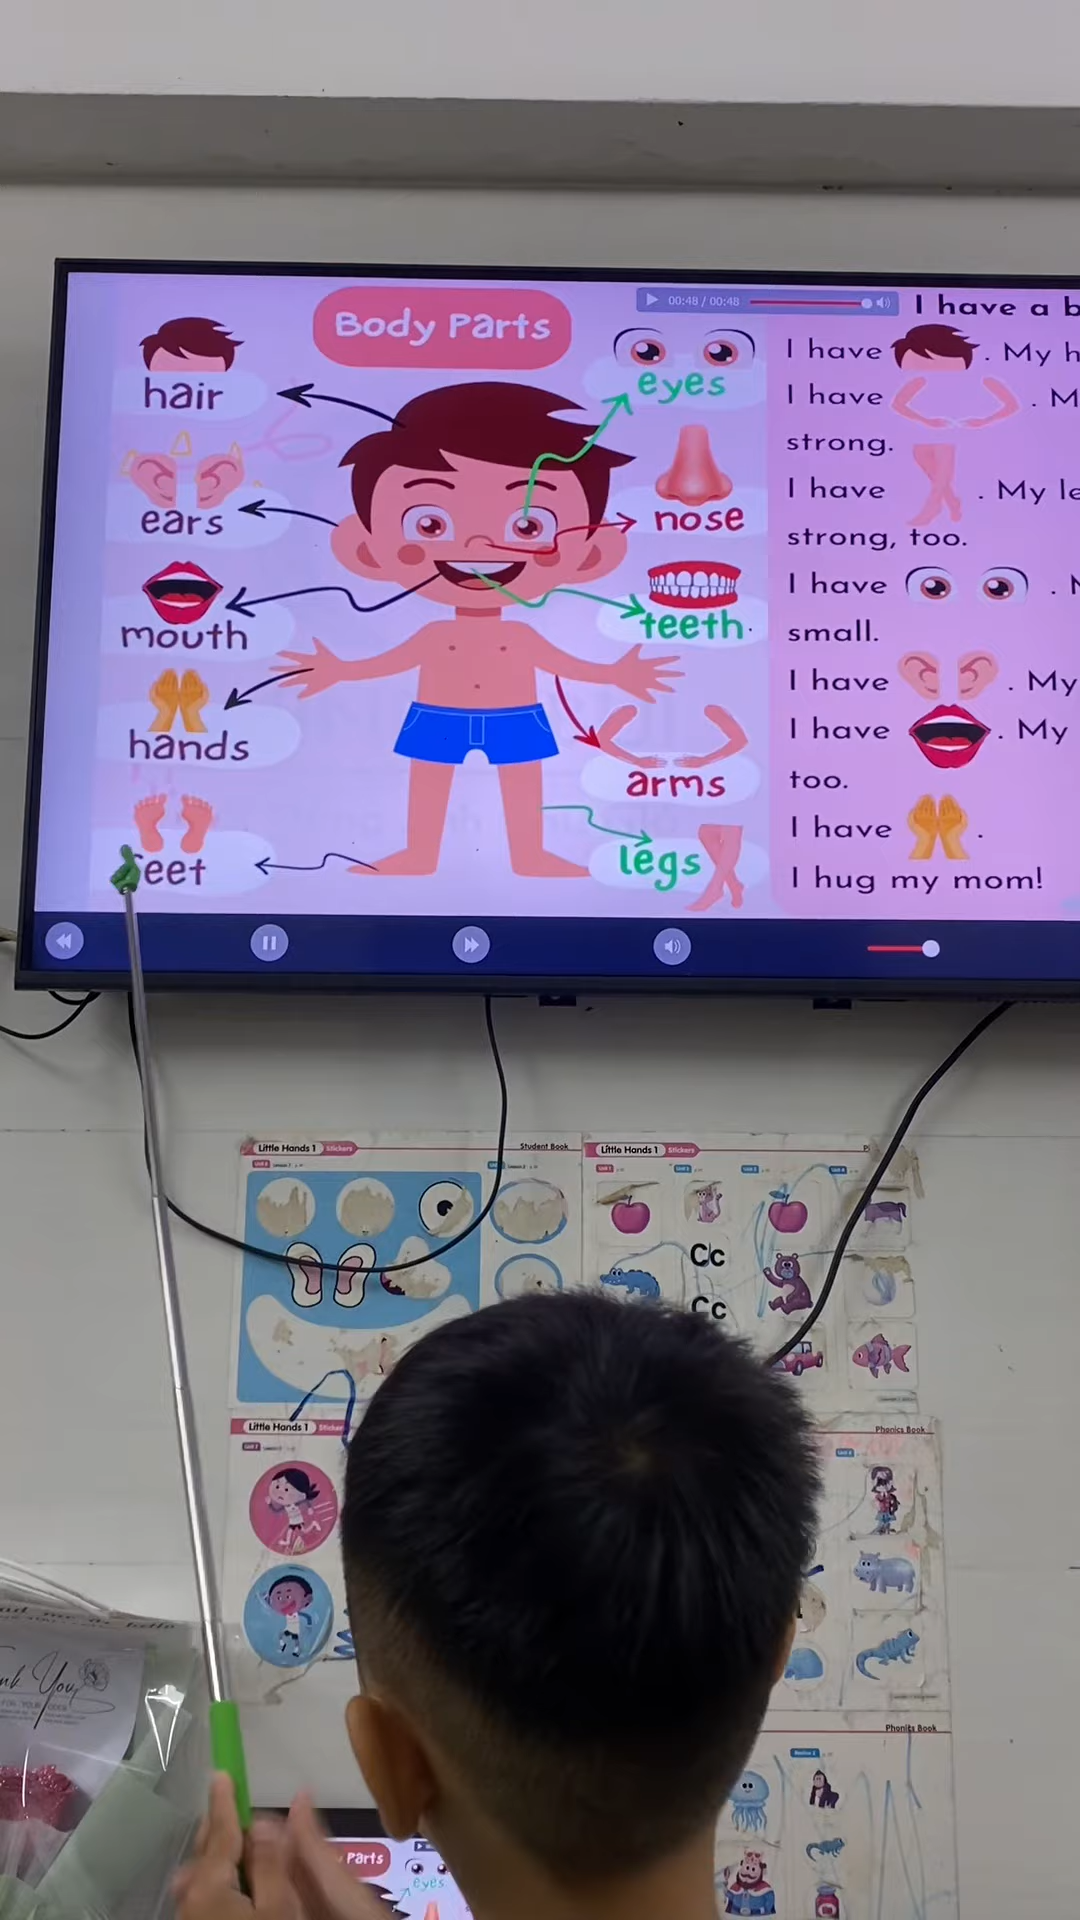 Body Parts
00:48 / 00:48
hair
ears
mouth
hands
feet
eyes
nose
teeth
arms
legs
I have a b
I have . My h
I have . M
strong.
I have . My le
strong, too.
I have .
small.
I have . My
I have . My
too.
I have .
I hug my mom!
Little Hands 1 Stickers
Student Book
Little Hands 1 Stickers
Cc
Cc
Little Hands 1
Phonics Book
Phonics Book
You
Parts
eyes